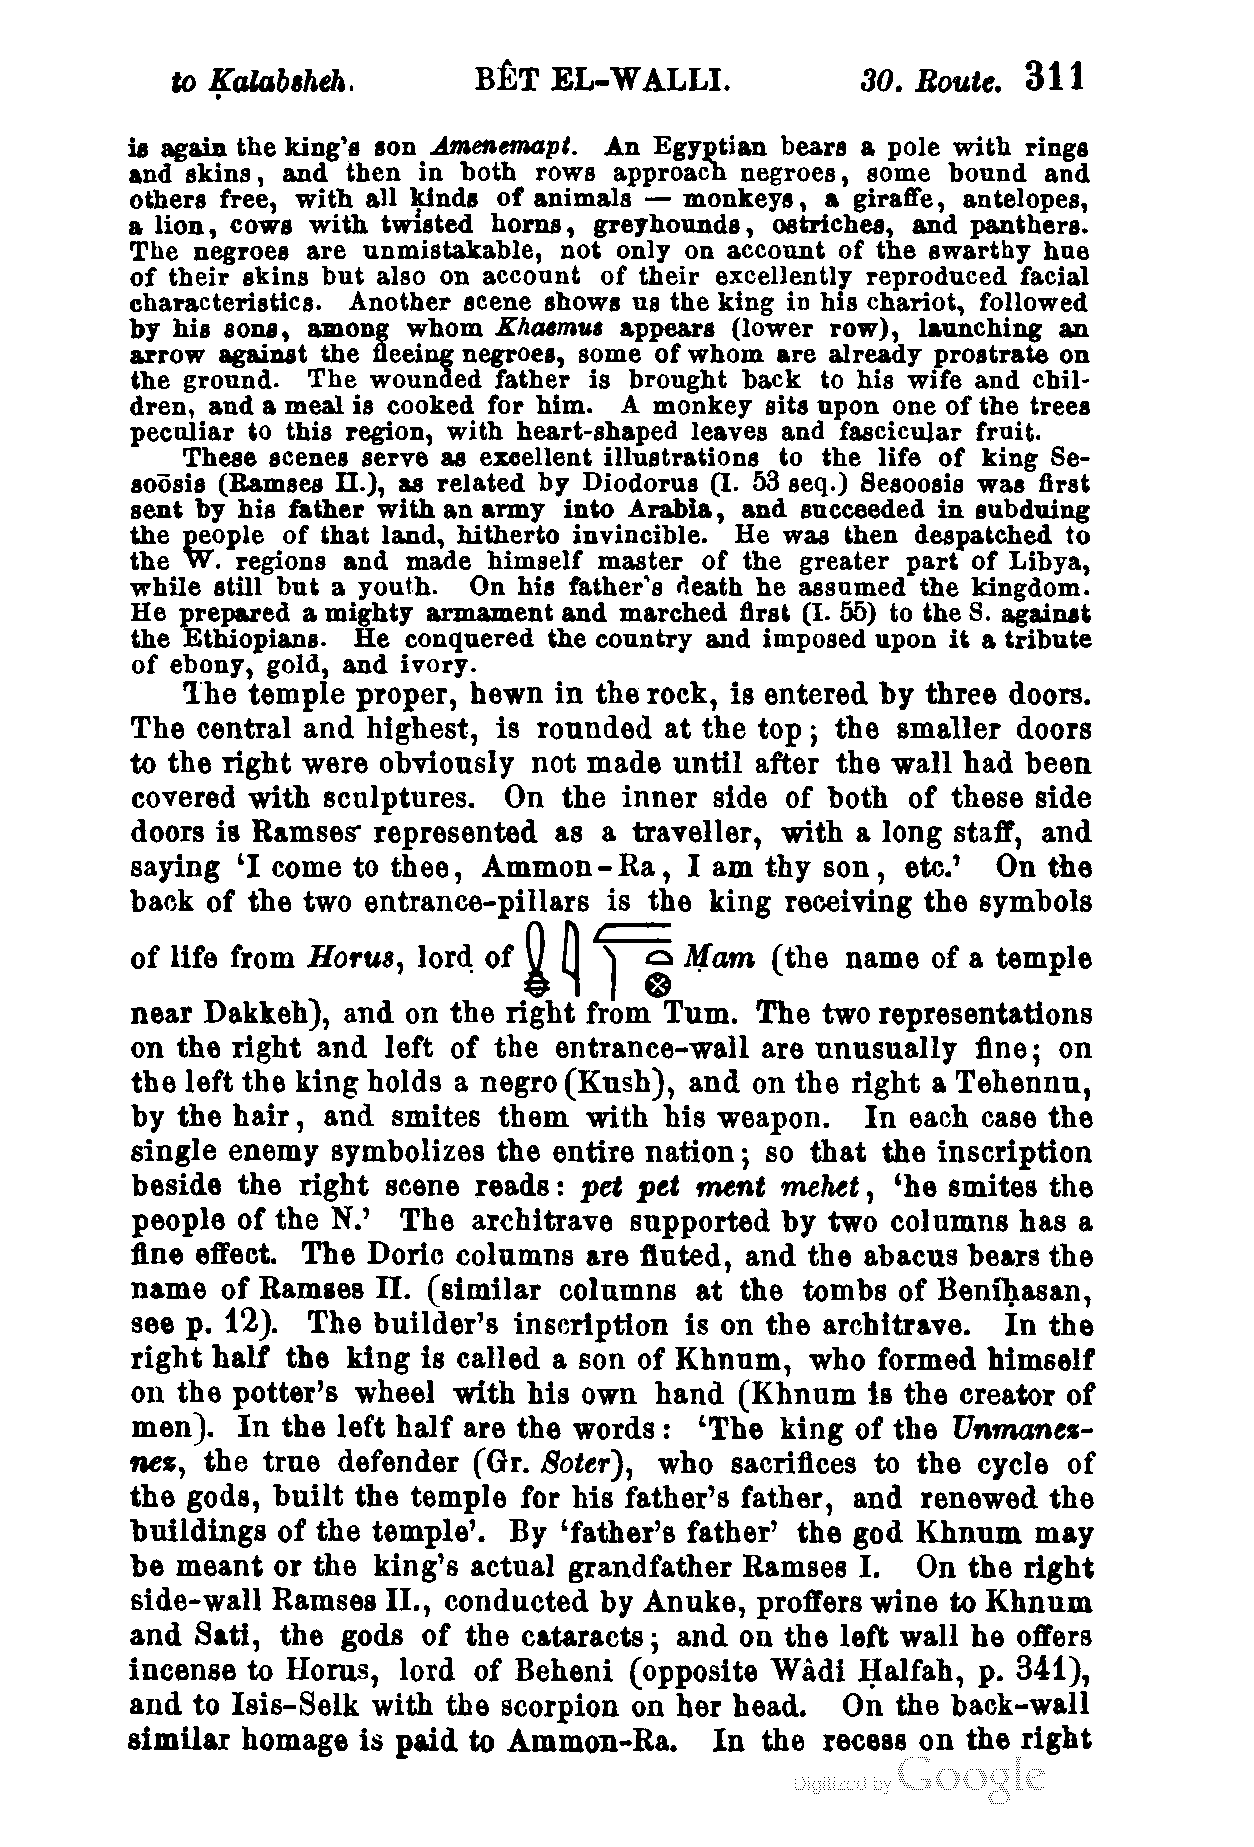 to Ḳalabsheh. BÊT EL-WALLI. 30. Route. 311
is again the king's son Amenemapt. An Egyptian bears a pole with rings
and skins, and then in both rows approach negroes, some bound and
others free, with all kinds of animals — monkeys, a giraffe, antelopes,
a lion, cows with twisted horns, greyhounds, ostriches, and panthers.
The negroes are unmistakable, not only on account of the swarthy hue
of their skins but also on account of their excellently reproduced facial
characteristics. Another scene shows us the king in his chariot, followed
by his sons, among whom Khaemus appears (lower row), launching an
arrow against the fleeing negroes, some of whom are already prostrate on
the ground. The wounded father is brought back to his wife and chil-
dren, and a meal is cooked for him. A monkey sits upon one of the trees
peculiar to this region, with heart-shaped leaves and fascicular fruit.
These scenes serve as excellent illustrations to the life of king Se-
soōsis (Ramses II.), as related by Diodorus (I. 53 seq.) Sesoosis was first
sent by his father with an army into Arabia, and succeeded in subduing
the people of that land, hitherto invincible. He was then despatched to
the W. regions and made himself master of the greater part of Libya,
while still but a youth. On his father's death he assumed the kingdom.
He prepared a mighty armament and marched first (I. 55) to the S. against
the Ethiopians. He conquered the country and imposed upon it a tribute
of ebony, gold, and ivory.
The temple proper, hewn in the rock, is entered by three doors.
The central and highest, is rounded at the top; the smaller doors
to the right were obviously not made until after the wall had been
covered with sculptures. On the inner side of both of these side
doors is Ramses represented as a traveller, with a long staff, and
saying 'I come to thee, Ammon-Ra, I am thy son, etc.' On the
back of the two entrance-pillars is the king receiving the symbols
of life from Horus, lord of Ṃam (the name of a temple
near Dakkeh), and on the right from Tum. The two representations
on the right and left of the entrance-wall are unusually fine; on
the left the king holds a negro (Kush), and on the right a Tehennu,
by the hair, and smites them with his weapon. In each case the
single enemy symbolizes the entire nation; so that the inscription
beside the right scene reads: pet pet ment mehet, 'he smites the
people of the N.' The architrave supported by two columns has a
fine effect. The Doric columns are fluted, and the abacus bears the
name of Ramses II. (similar columns at the tombs of Beniḥasan,
see p. 12). The builder's inscription is on the architrave. In the
right half the king is called a son of Khnum, who formed himself
on the potter's wheel with his own hand (Khnum is the creator of
men). In the left half are the words: 'The king of the Unmanex-
nex, the true defender (Gr. Soter), who sacrifices to the cycle of
the gods, built the temple for his father's father, and renewed the
buildings of the temple'. By 'father's father' the god Khnum may
be meant or the king's actual grandfather Ramses I. On the right
side-wall Ramses II., conducted by Anuke, proffers wine to Khnum
and Sati, the gods of the cataracts; and on the left wall he offers
incense to Horus, lord of Beheni (opposite Wâdi Ḥalfah, p. 341),
and to Isis-Selk with the scorpion on her head. On the back-wall
similar homage is paid to Ammon-Ra. In the recess on the right
Digitized by Google